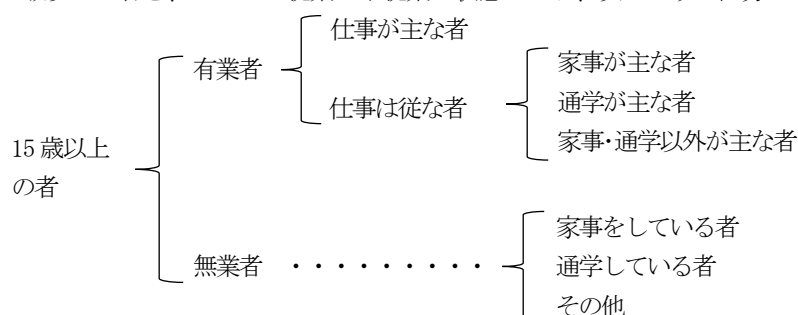 仕事が主な者
有業者
家事が主な者
仕事は従な者
通学が主な者
家事・通学以外が主な者
15 歳以上
の者
家事をしている者
無業者 ・・・・・・・・・
通学している者
その他